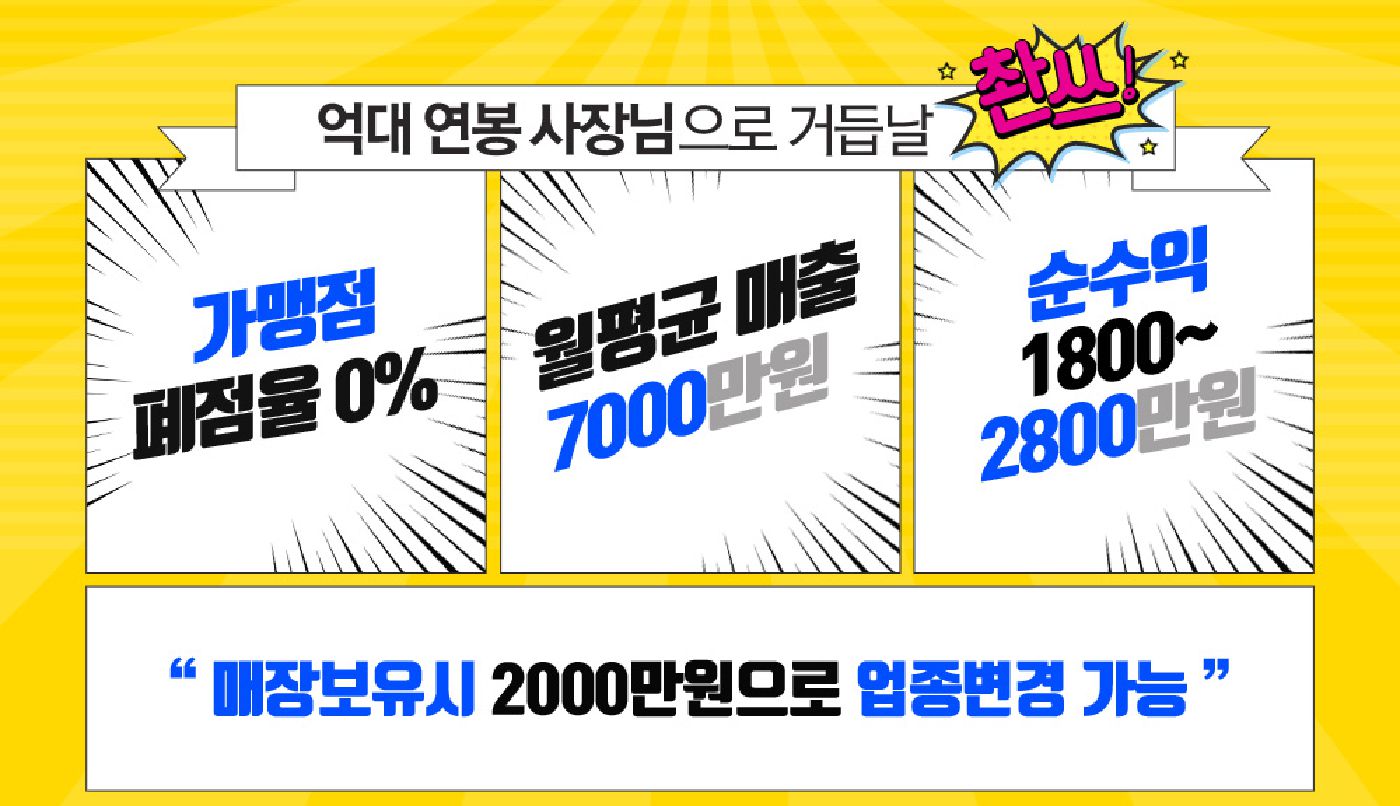 억대 연봉 사장님으로 거듭날 촨쓰!
가맹점
폐점율 0%
월평균 매출
7000만원
순수익
1800~
2800만원
“ 매장보유시 2000만원으로 업종변경 가능 ”